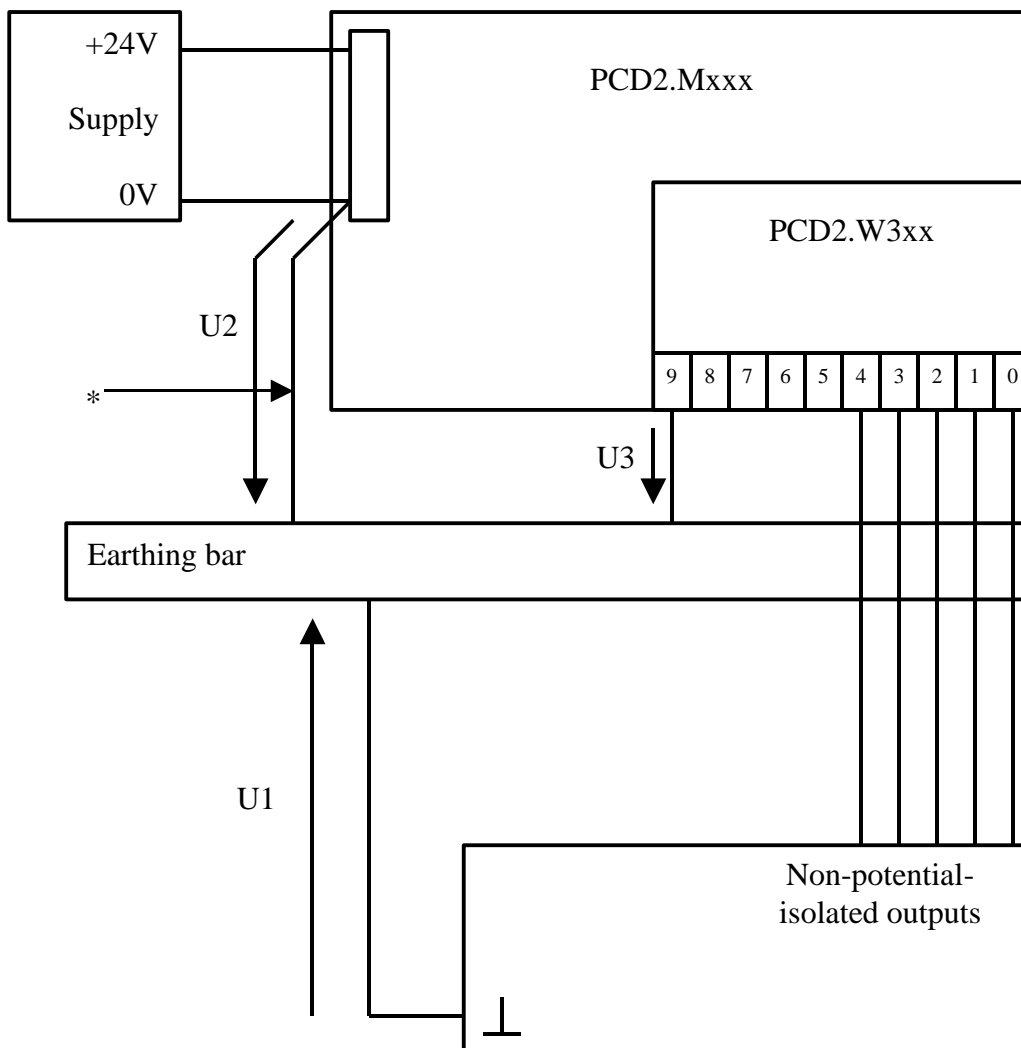 +24V
Supply
0V
PCD2.Mxxx
PCD2.W3xx
U2
*
9 8 7 6 5 4 3 2 1 0
U3
Earthing bar
U1
Non-potential-
isolated outputs